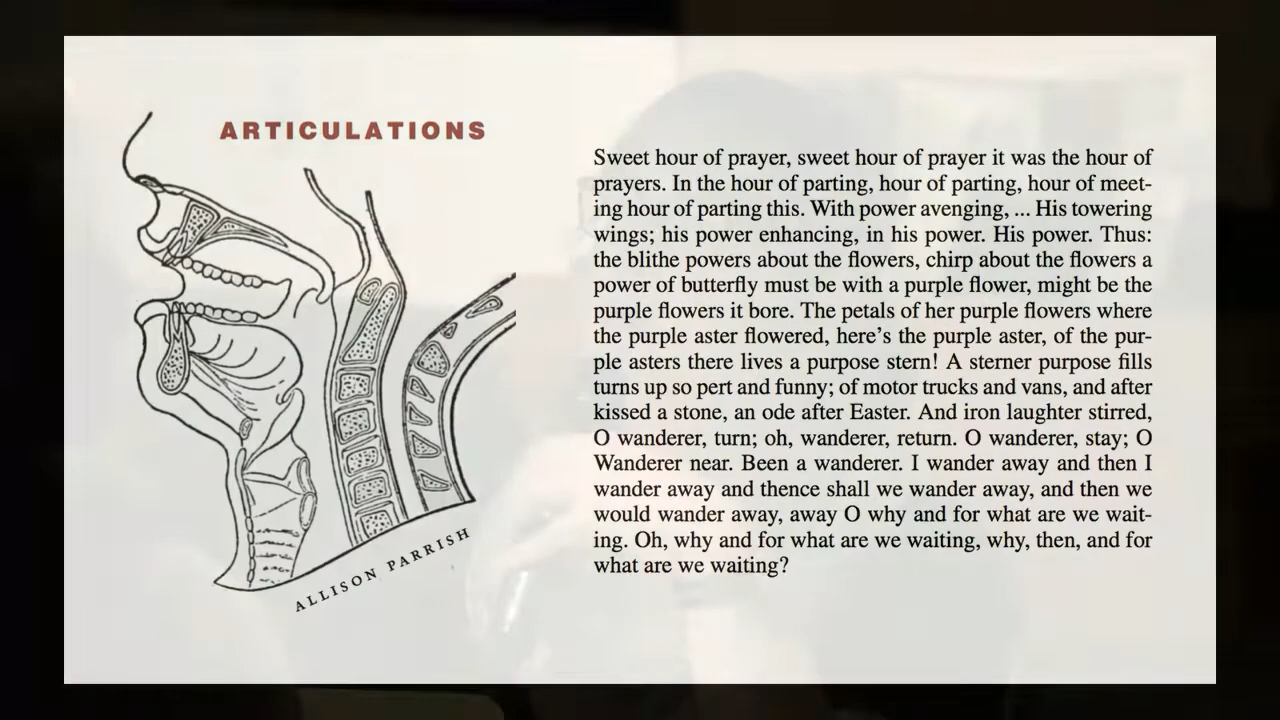 ARTICULATIONS
ALLISON PARRISH
Sweet hour of prayer, sweet hour of prayer it was the hour of
prayers. In the hour of parting, hour of parting, hour of meet-
ing hour of parting this. With power avenging, ... His towering
wings; his power enhancing, in his power. His power. Thus:
the blithe powers about the flowers, chirp about the flowers a
power of butterfly must be with a purple flower, might be the
purple flowers it bore. The petals of her purple flowers where
the purple aster flowered, here's the purple aster, of the pur-
ple asters there lives a purpose stern! A sterner purpose fills
turns up so pert and funny; of motor trucks and vans, and after
kissed a stone, an ode after Easter. And iron laughter stirred,
O wanderer, turn; oh, wanderer, return. O wanderer, stay; O
Wanderer near. Been a wanderer. I wander away and then I
wander away and thence shall we wander away, and then we
would wander away, away O why and for what are we wait-
ing. Oh, why and for what are we waiting, why, then, and for
what are we waiting?